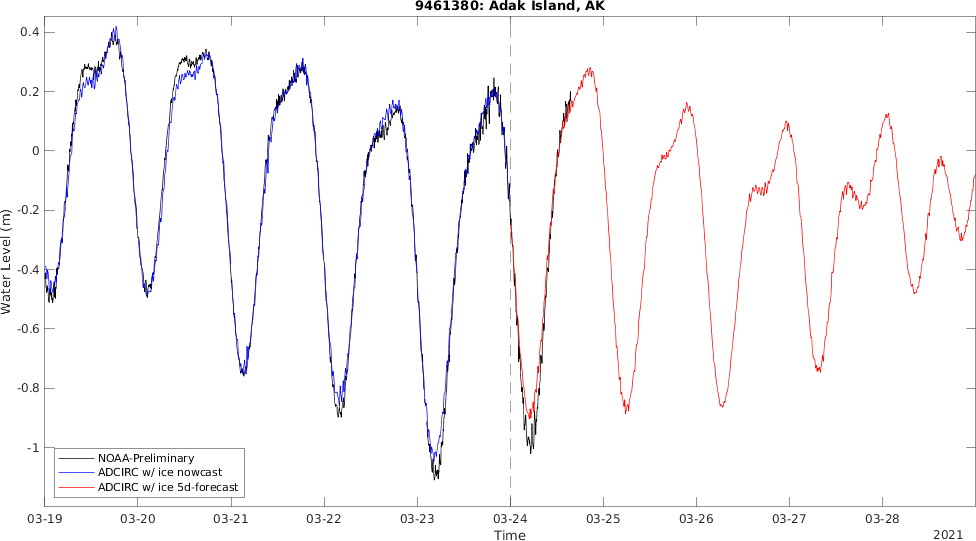 9461380: Adak Island, AK
0.4
0.2
0
-0.2
-0.4
-0.6
-0.8
-1
Water Level (m)
NOAA-Preliminary
ADCIRC w/ ice nowcast
ADCIRC w/ ice 5d-forecast
03-19 03-20 03-21 03-22 03-23 03-24 03-25 03-26 03-27 03-28
Time
2021